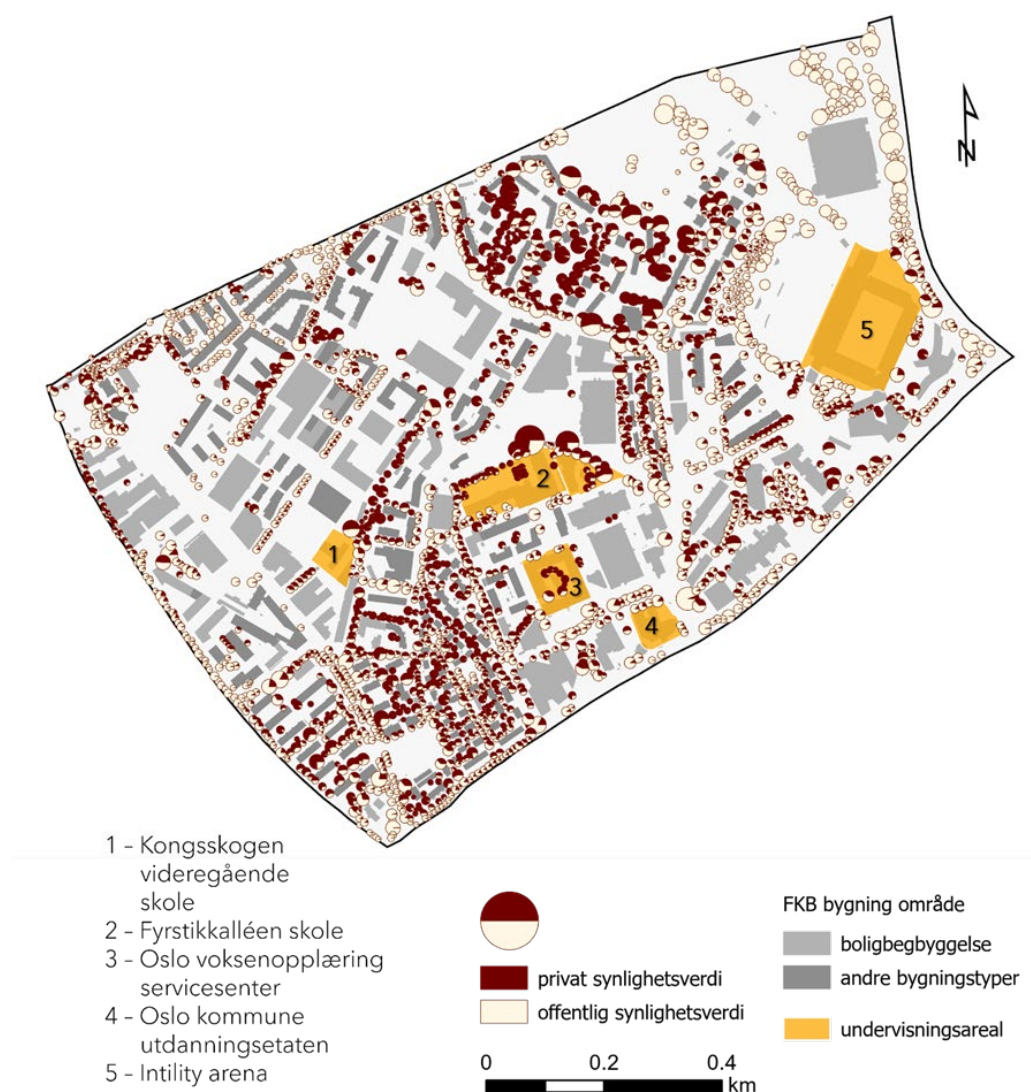 N
5
2
1
3
4
1 – Kongsskogen
videregående
skole
2 – Fyrstikkalléen skole
3 – Oslo voksenopplæring
servicesenter
4 – Oslo kommune
utdanningsetaten
5 – Intility arena
privat synlighetsverdi
offentlig synlighetsverdi
0 0.2 0.4
km
FKB bygning område
boligbegbyggelse
andre bygningstyper
undervisningsareal